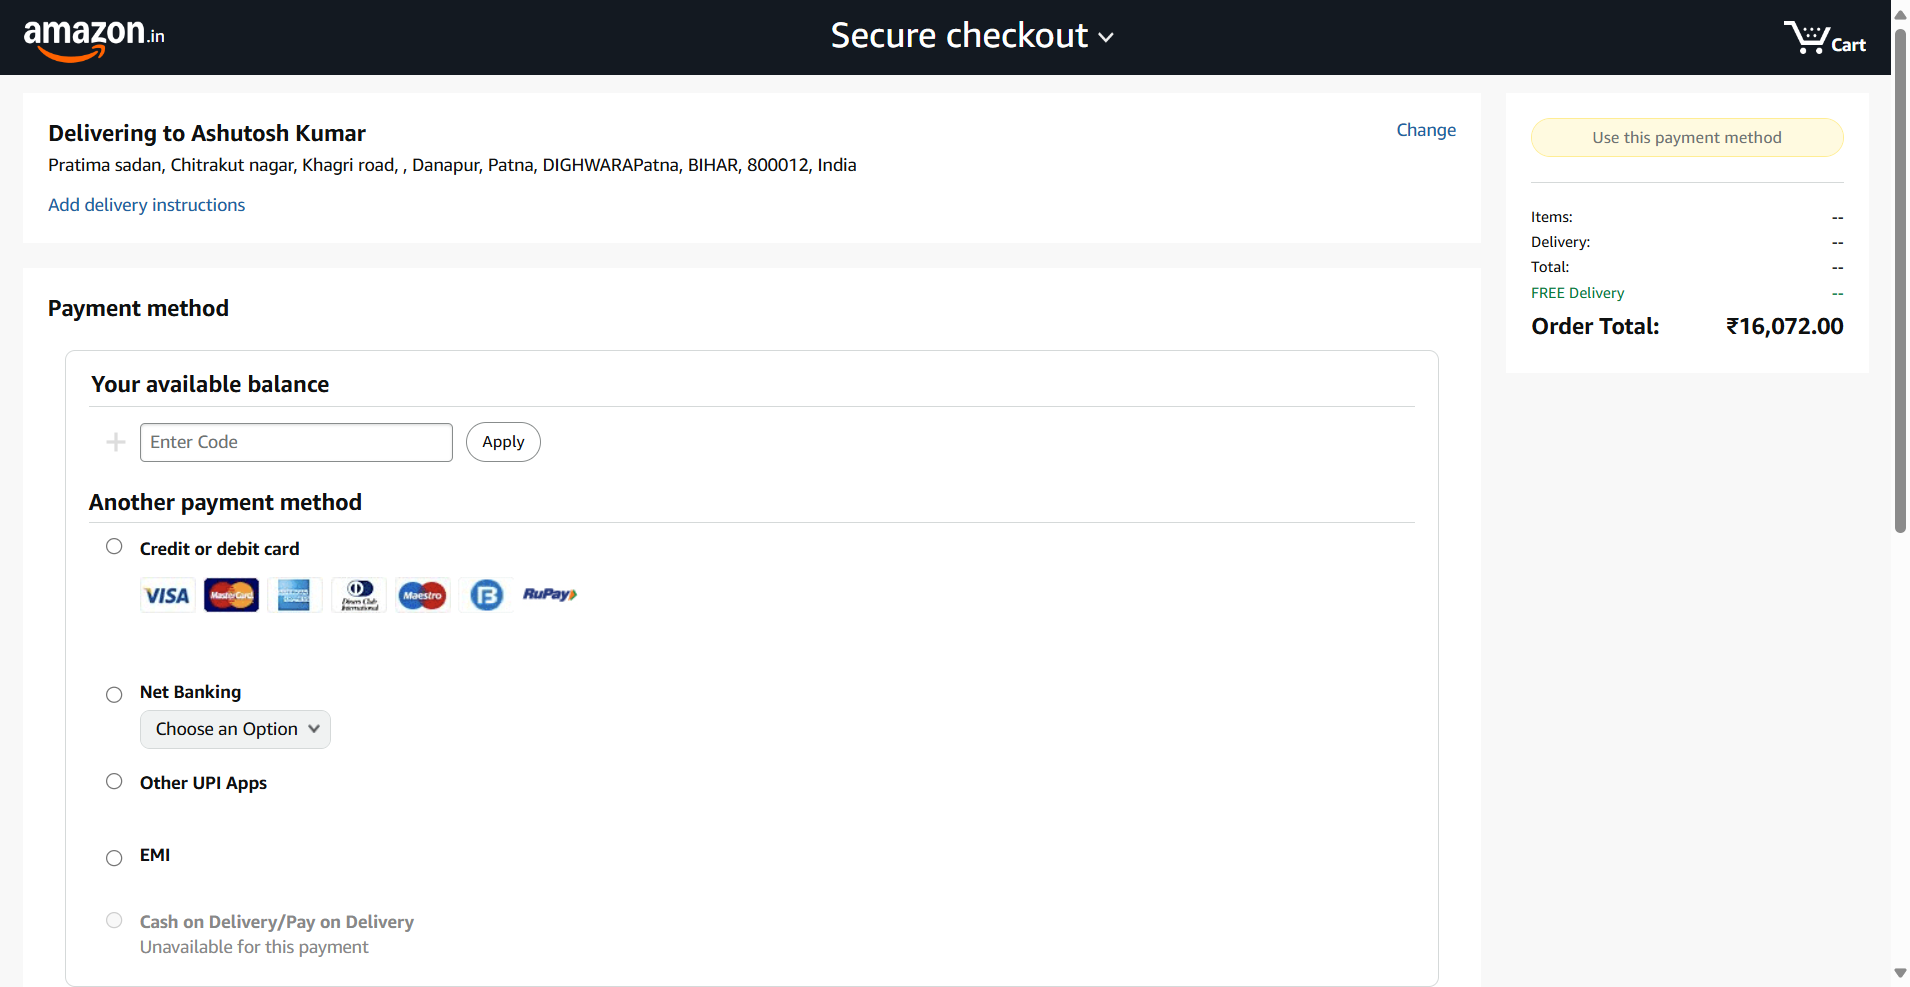 amazon.in
Secure checkout
Cart
Delivering to Ashutosh Kumar
Change
Pratima sadan, Chitrakut nagar, Khagri road, , Danapur, Patna, DIGHWARAPatna, BIHAR, 800012, India
Add delivery instructions
Payment method
Your available balance
Enter Code
Apply
Another payment method
Credit or debit card
VISA
MasterCard
Diners Club
International
Maestro
RuPay
Net Banking
Choose an Option
Other UPI Apps
EMI
Cash on Delivery/Pay on Delivery
Unavailable for this payment
Use this payment method
Items: --
Delivery: --
Total: --
FREE Delivery --
Order Total: ₹16,072.00